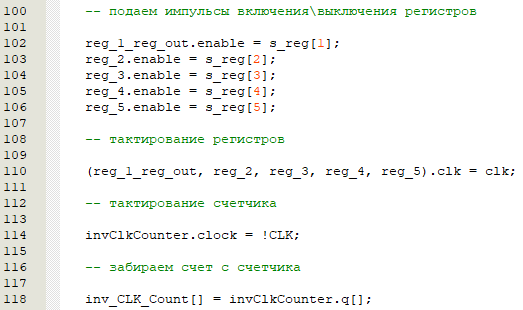 100 -- подаем импульсы включения\выключения регистров
101
102 reg_1_reg_out.enable = s_reg[1];
103 reg_2.enable = s_reg[2];
104 reg_3.enable = s_reg[3];
105 reg_4.enable = s_reg[4];
106 reg_5.enable = s_reg[5];
107
108 -- тактирование регистров
109
110 (reg_1_reg_out, reg_2, reg_3, reg_4, reg_5).clk = clk;
111
112 -- тактирование счетчика
113
114 invClkCounter.clock = !CLK;
115
116 -- забираем счет с счетчика
117
118 inv_CLK_Count[] = invClkCounter.q[];